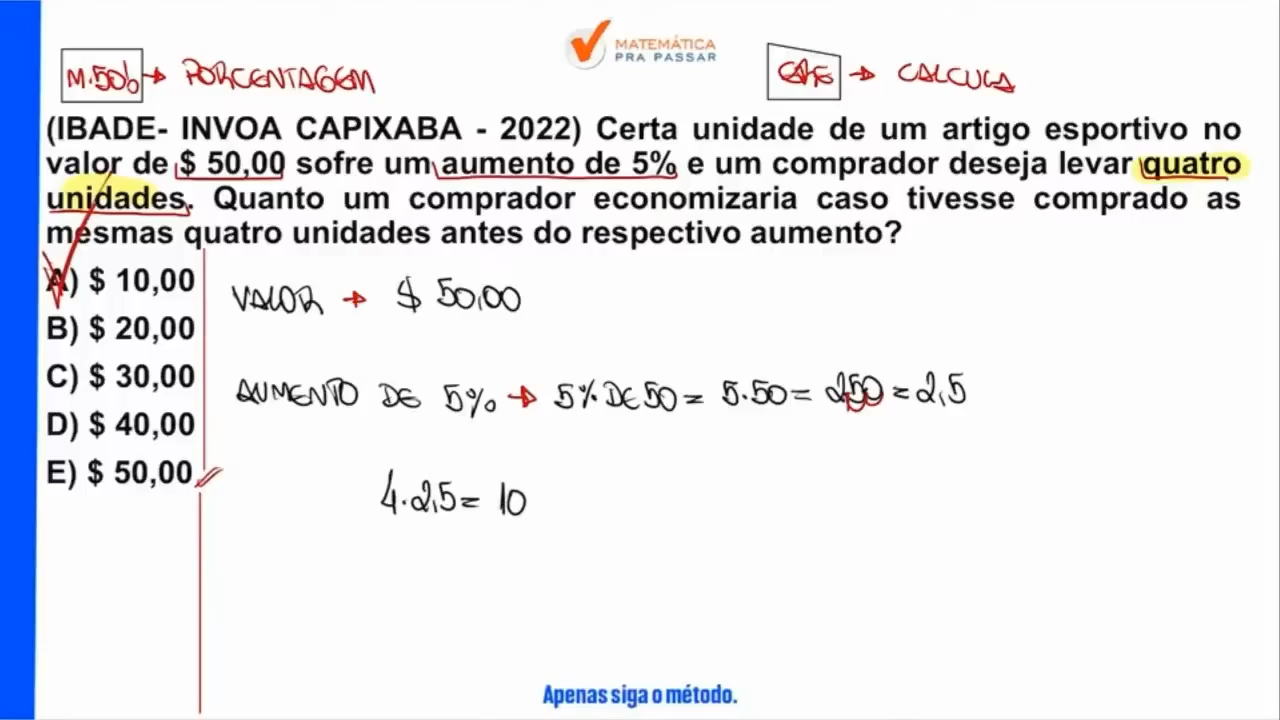 MATEMÁTICA
PRA PASSAR
M.50% → PORCENTAGEM
→ CALCULA
(IBADE- INVOA CAPIXABA - 2022) Certa unidade de um artigo esportivo no
valor de $ 50,00 sofre um aumento de 5% e um comprador deseja levar quatro
unidades. Quanto um comprador economizaria caso tivesse comprado as
mesmas quatro unidades antes do respectivo aumento?
A) $ 10,00
B) $ 20,00
C) $ 30,00
D) $ 40,00
E) $ 50,00
VALOR → $ 50,00
AUMENTO DE 5% → 5% DE 50 = 5.50 = 250 = 2,5
4.2,5 = 10
Apenas siga o método.